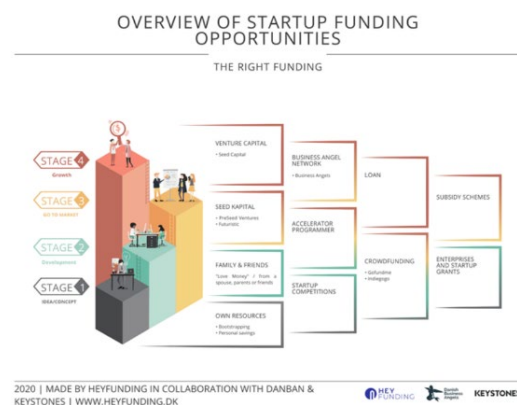 OVERVIEW OF STARTUP FUNDING
OPPORTUNITIES
THE RIGHT FUNDING
STAGE 4
Growth
STAGE 3
GO TO MARKET
STAGE 2
Development
STAGE 1
IDEA/CONCEPT
VENTURE CAPITAL
• Seed Capital
SEED KAPITAL
• PreSeed Ventures
• Futuristic
FAMILY & FRIENDS
"Love Money" / from a
spouse, parents or friends
OWN RESOURCES
• Bootstrapping
• Personal savings
BUSINESS ANGEL
NETWORK
• Business Angels
ACCELERATOR
PROGRAMMER
STARTUP
COMPETITIONS
LOAN
CROWDFUNDING
• Gofundme
• Indiegogo
SUBSIDY SCHEMES
ENTERPRISES
AND STARTUP
GRANTS
2020 | MADE BY HEYFUNDING IN COLLABORATION WITH DANBAN &
KEYSTONES | WWW.HEYFUNDING.DK
HEY
FUNDING
Danish
Business
Angels
KEYSTONES